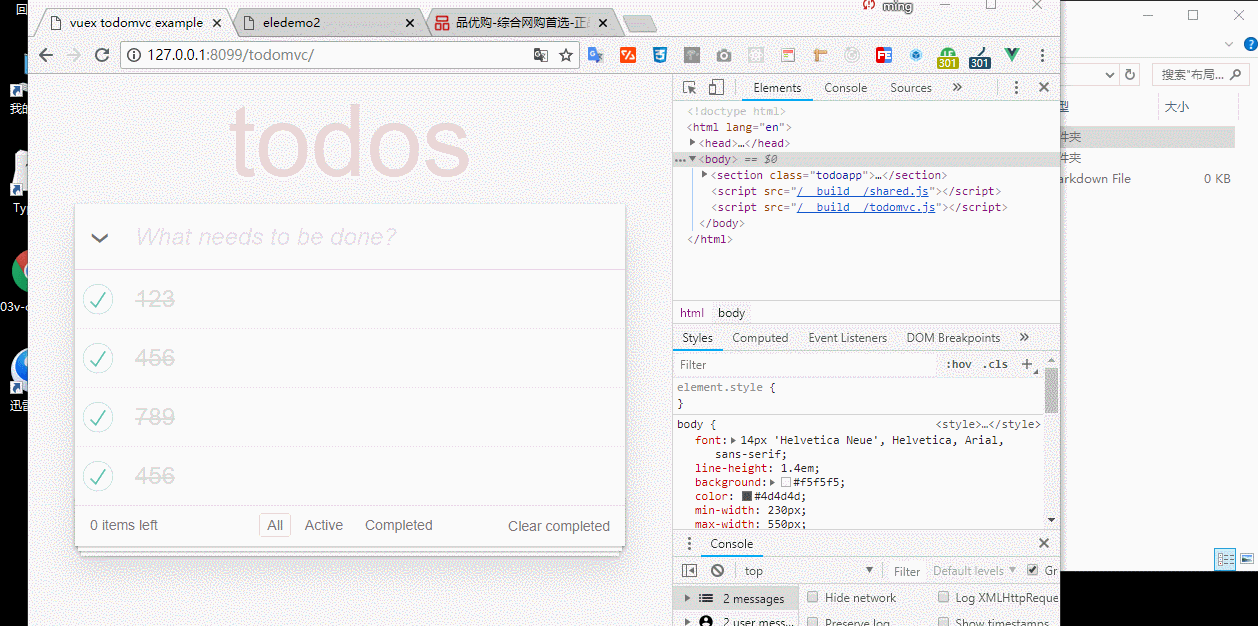 vuex todomvc example
eledemo2
品优购-综合网购首选-正
ming
127.0.0.1:8099/todomvc/
301
301
搜索"布局...
型
大小
件夹
件夹
arkdown File
0 KB
回
我的
Ty
03v-
迅雷
todos
What needs to be done?
123
456
789
456
0 items left
All
Active
Completed
Clear completed
Elements
Console
Sources
<!doctype html>
<html lang="en">
<head>…</head>
<body> == $0
<section class="todoapp">…</section>
<script src="/__build__/shared.js"></script>
<script src="/__build__/todomvc.js"></script>
</body>
</html>
html body
Styles
Computed
Event Listeners
DOM Breakpoints
Filter
:hov .cls
element.style {
}
body {
<style>…</style>
font: 14px 'Helvetica Neue', Helvetica, Arial,
sans-serif;
line-height: 1.4em;
background: #f5f5f5;
color: #4d4d4d;
min-width: 230px;
max-width: 550px;
Console
top
Filter
Default levels
Gr
2 messages
Hide network
Log XMLHttpReque
2 user mess...
Preserve log
Show timestamps